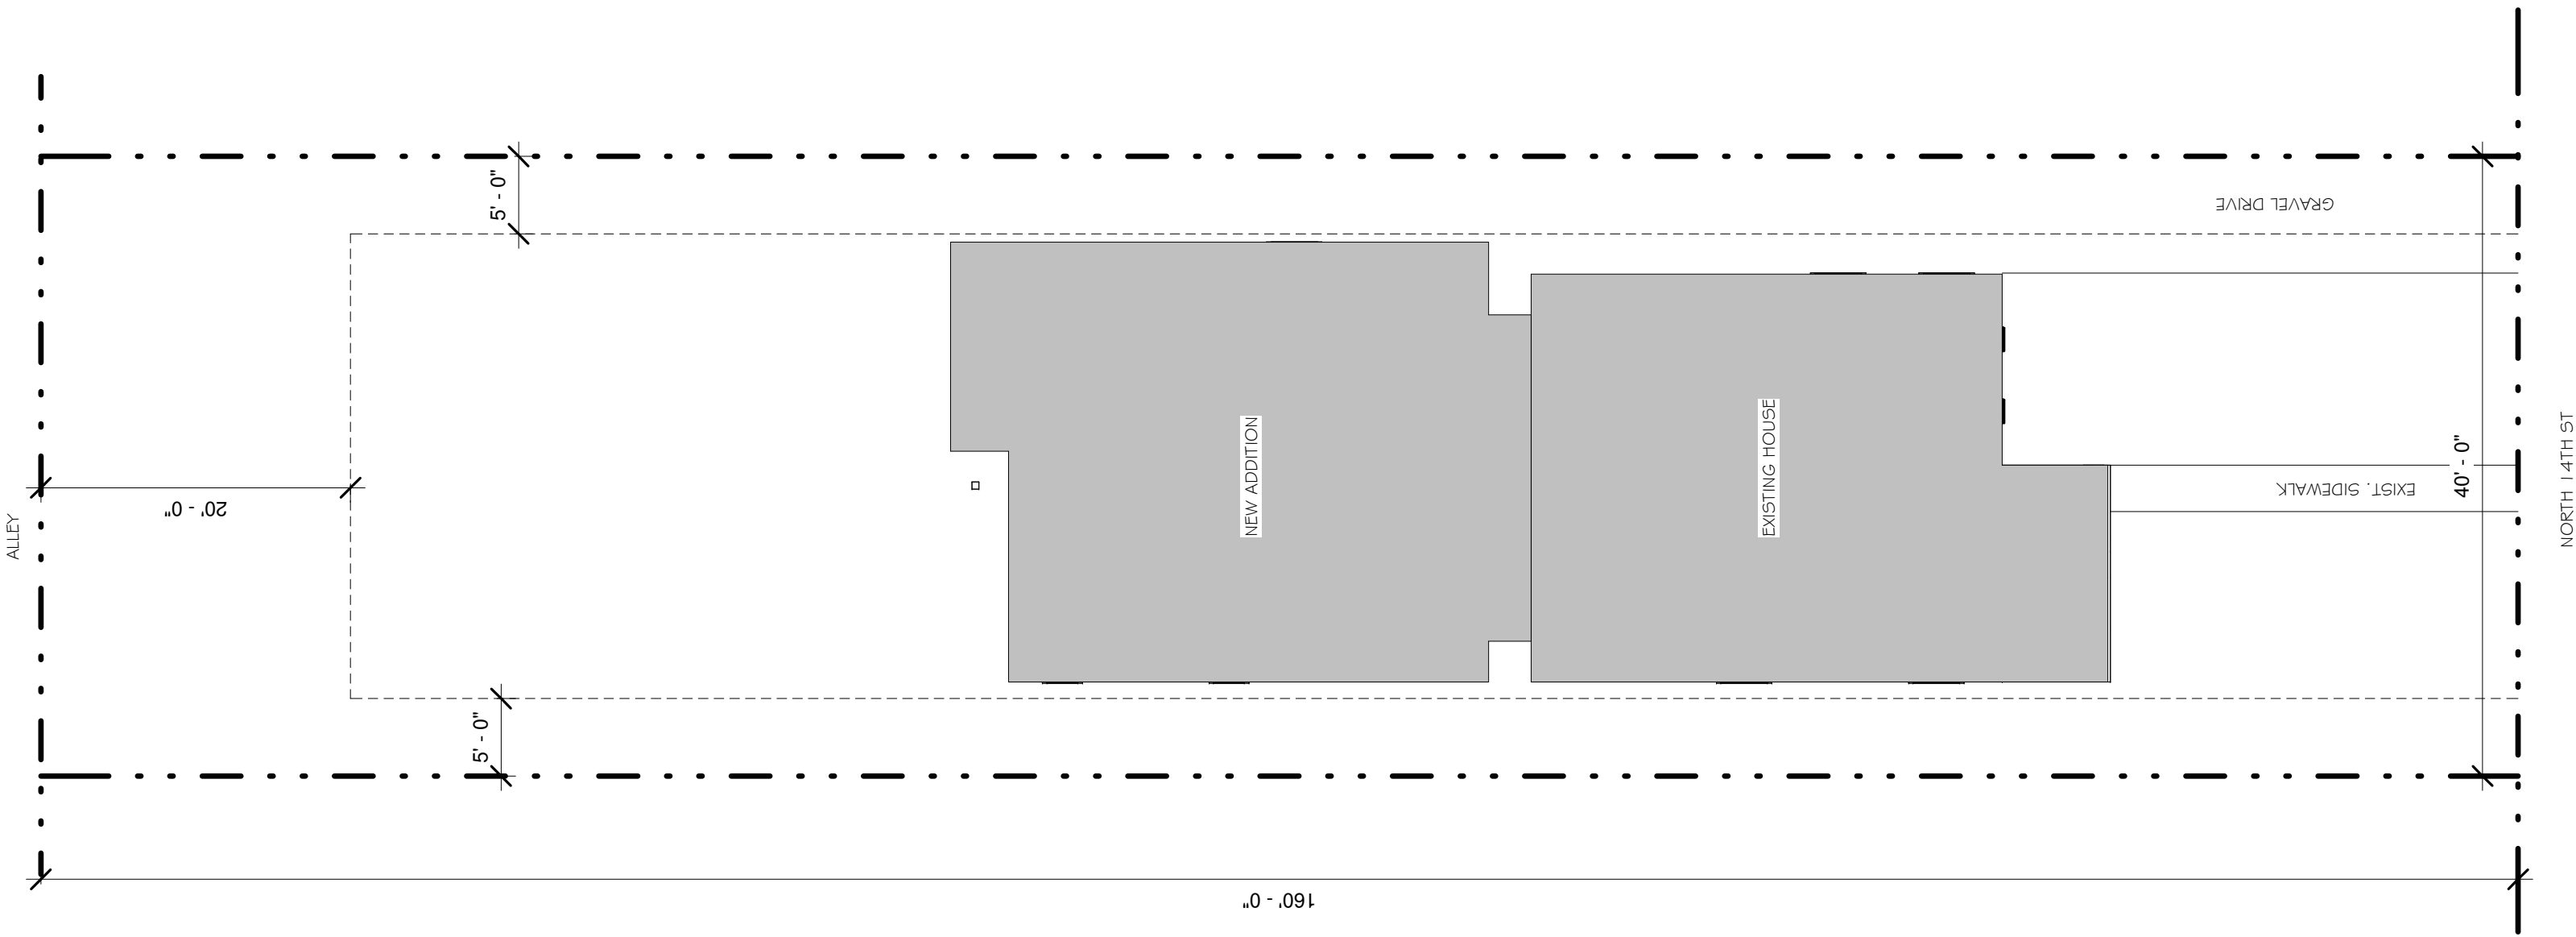 5' - 0"
GRAVEL DRIVE
NEW ADDITION
EXISTING HOUSE
40' - 0"
EXIST. SIDEWALK
20' - 0"
ALLEY
NORTH 14TH ST
5' - 0"
160' - 0"